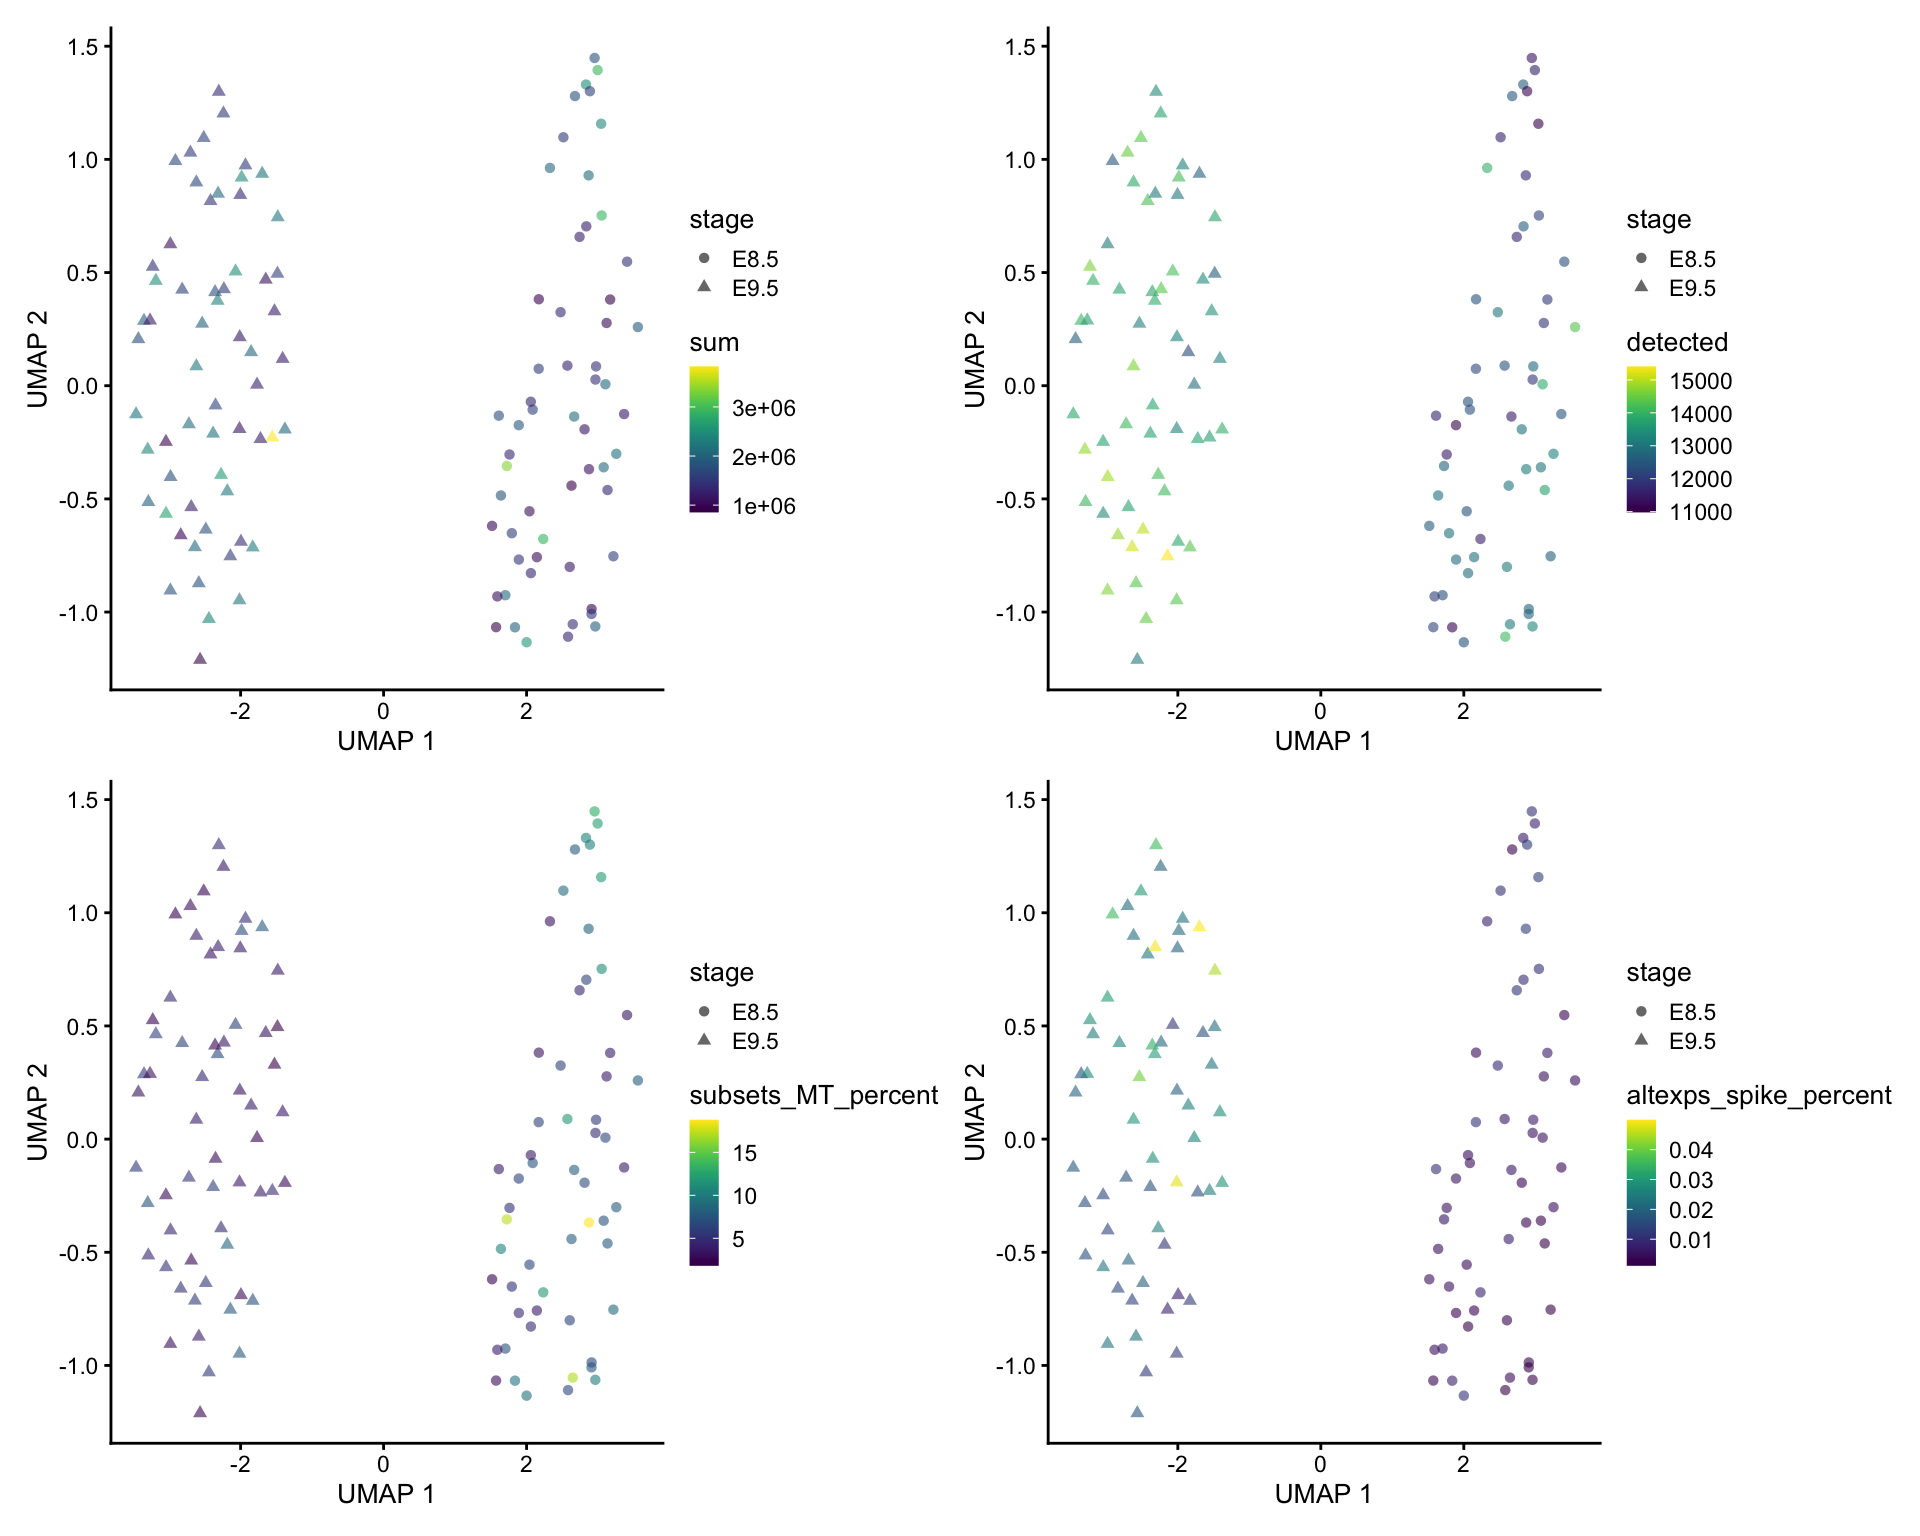 1.5
1.0
0.5
0.0
-0.5
-1.0
UMAP 2
-2 0 2
UMAP 1
stage
E8.5
E9.5
sum
3e+06
2e+06
1e+06
1.5
1.0
0.5
0.0
-0.5
-1.0
UMAP 2
-2 0 2
UMAP 1
stage
E8.5
E9.5
detected
15000
14000
13000
12000
11000
1.5
1.0
0.5
0.0
-0.5
-1.0
UMAP 2
-2 0 2
UMAP 1
stage
E8.5
E9.5
subsets_MT_percent
15
10
5
1.5
1.0
0.5
0.0
-0.5
-1.0
UMAP 2
-2 0 2
UMAP 1
stage
E8.5
E9.5
altexps_spike_percent
0.04
0.03
0.02
0.01